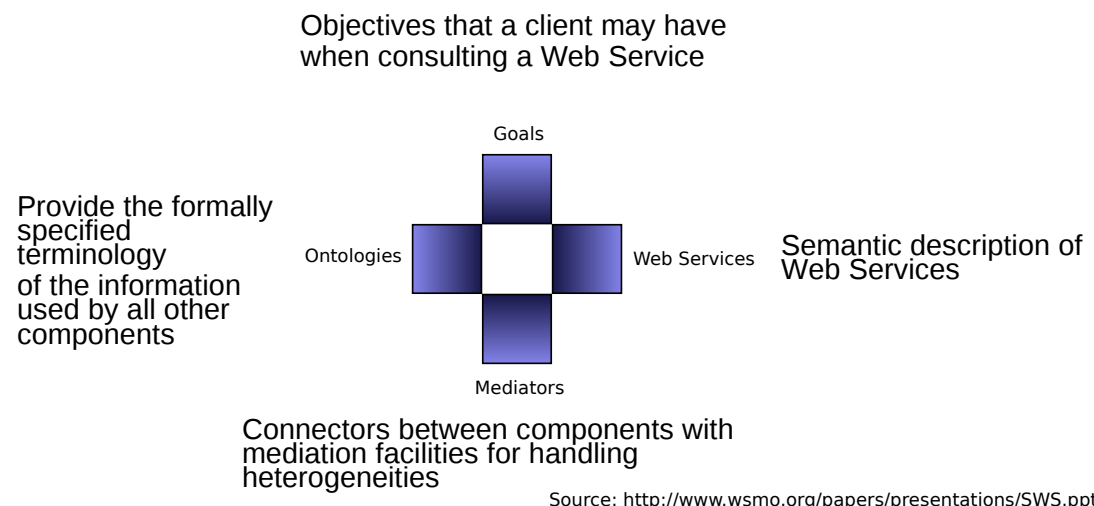 Objectives that a client may have
when consulting a Web Service
Goals
Provide the formally
specified
terminology
of the information
used by all other
components
Ontologies
Web Services
Semantic description of
Web Services
Mediators
Connectors between components with
mediation facilities for handling
heterogeneities
Source: http://www.wsmo.org/papers/presentations/SWS.ppt